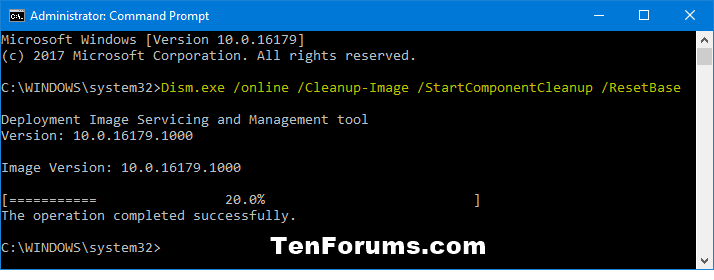 Administrator: Command Prompt
Microsoft Windows [Version 10.0.16179]
(c) 2017 Microsoft Corporation. All rights reserved.
C:\WINDOWS\system32>Dism.exe /online /Cleanup-Image /StartComponentCleanup /ResetBase
Deployment Image Servicing and Management tool
Version: 10.0.16179.1000
Image Version: 10.0.16179.1000
[===========                20.0%                          ]
The operation completed successfully.
C:\WINDOWS\system32>
TenForums.com